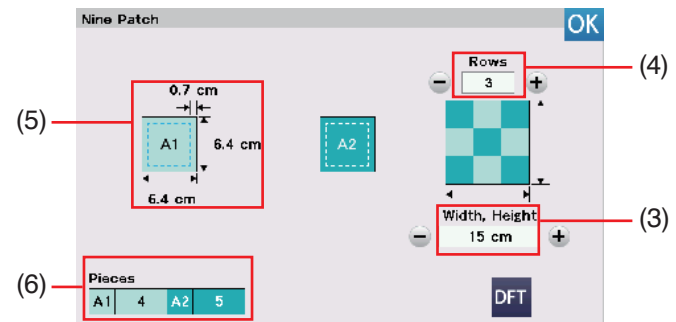 Nine Patch
OK
(4)
Rows
− 3 +
0.7 cm
(5)
A1
6.4 cm
A2
6.4 cm
Width, Height
(3)
− 15 cm +
(6)
Pieces
A1 4 A2 5
DFT